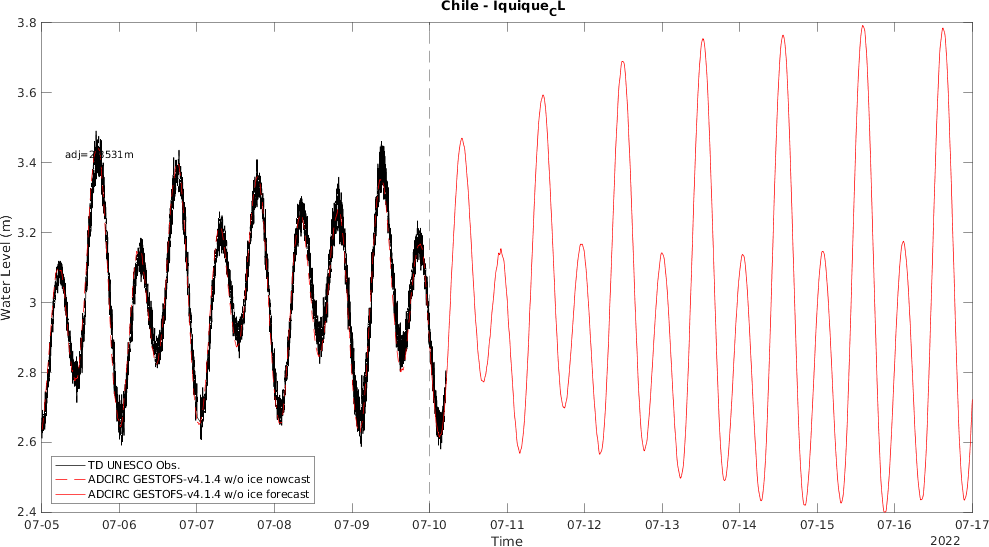 Chile - Iquique_CL
3.8
3.6
3.4
3.2
3
2.8
2.6
2.4
Water Level (m)
TD UNESCO Obs.
ADCIRC GESTOFS-v4.1.4 w/o ice nowcast
ADCIRC GESTOFS-v4.1.4 w/o ice forecast
07-05 07-06 07-07 07-08 07-09 07-10 07-11 07-12 07-13 07-14 07-15 07-16 07-17
Time
2022